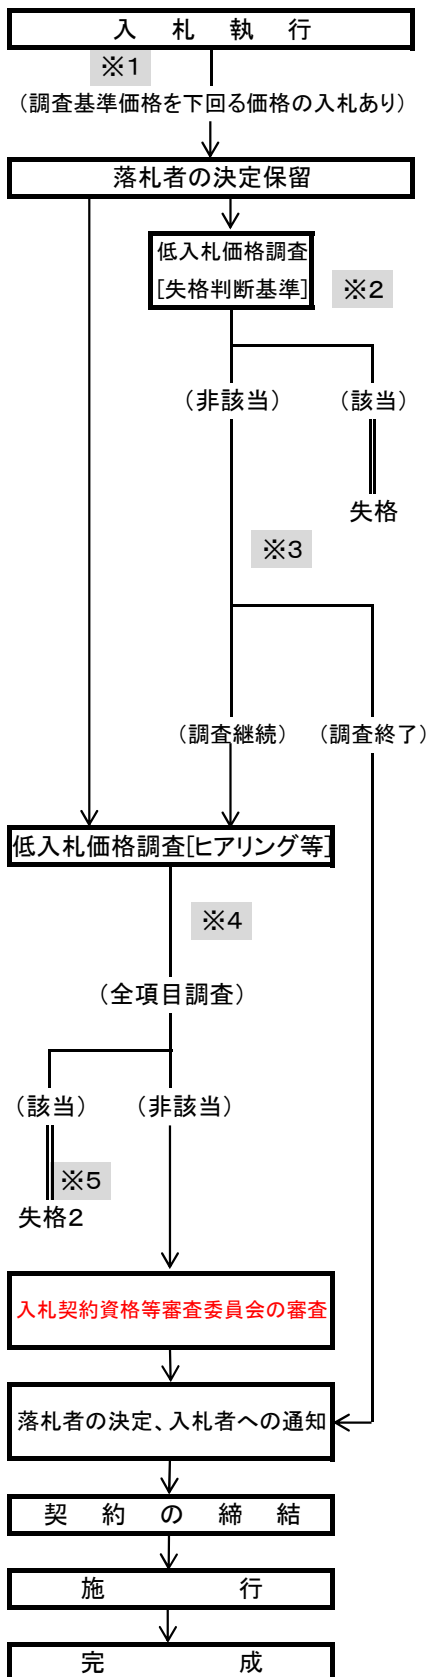 入札執行
※1
(調査基準価格を下回る価格の入札あり)
落札者の決定保留
低入札価格調査
[失格判断基準]
※2
(非該当) (該当)
失格
※3
(調査継続) (調査終了)
低入札価格調査[ヒアリング等]
※4
(全項目調査)
(該当) (非該当)
※5
失格2
入札契約資格等審査委員会の審査
落札者の決定、入札者への通知
契約の締結
施行
完成